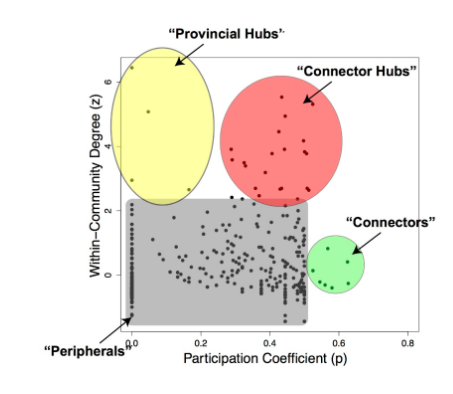 “Provincial Hubs”
“Connector Hubs”
Within−Community Degree (z)
6
4
2
0
“Connectors”
“Peripherals”
0.0
0.2
0.4
0.6
0.8
Participation Coefficient (p)